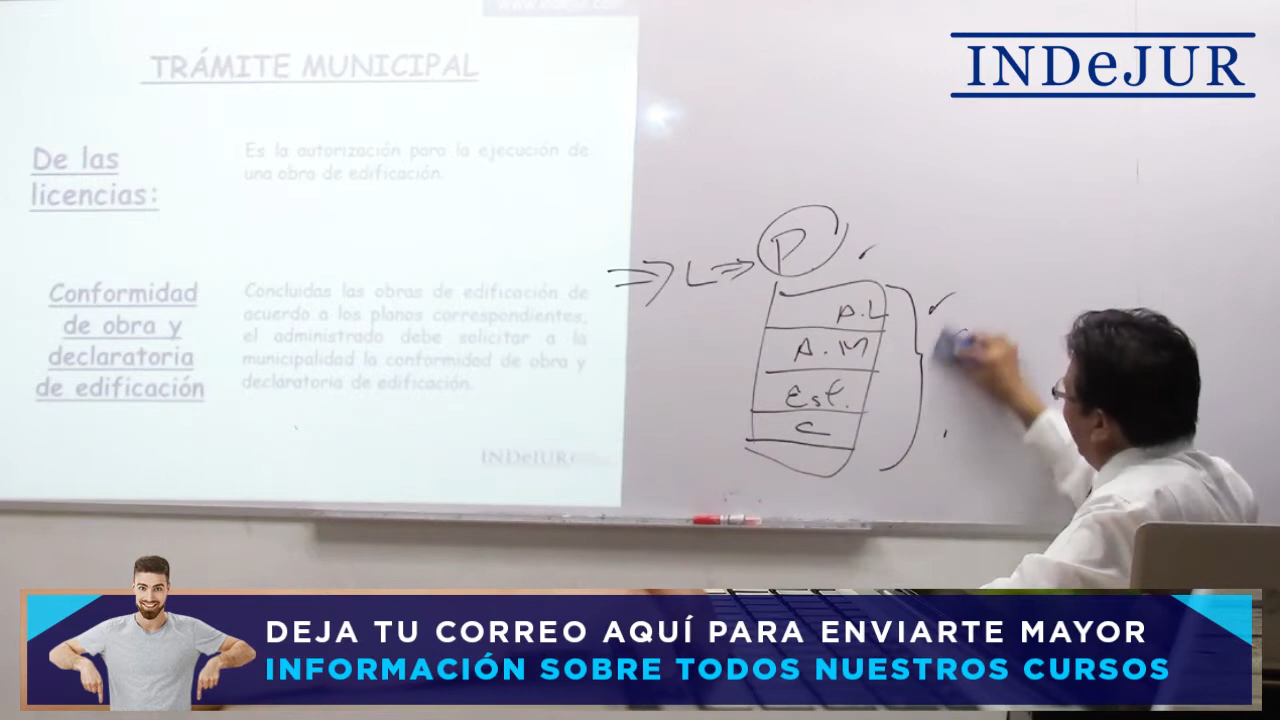 www.indejur.com
INDeJUR
TRÁMITE MUNICIPAL
De las
licencias:
Es la autorización para la ejecución de
una obra de edificación.
Conformidad
de obra y
declaratoria
de edificación
Concluidas las obras de edificación de
acuerdo a los planos correspondientes,
el administrado debe solicitar a la
municipalidad la conformidad de obra y
declaratoria de edificación.
INDeJUR
L
P
A.L
A.M
Est.
C
DEJA TU CORREO AQUÍ PARA ENVIARTE MAYOR
INFORMACIÓN SOBRE TODOS NUESTROS CURSOS